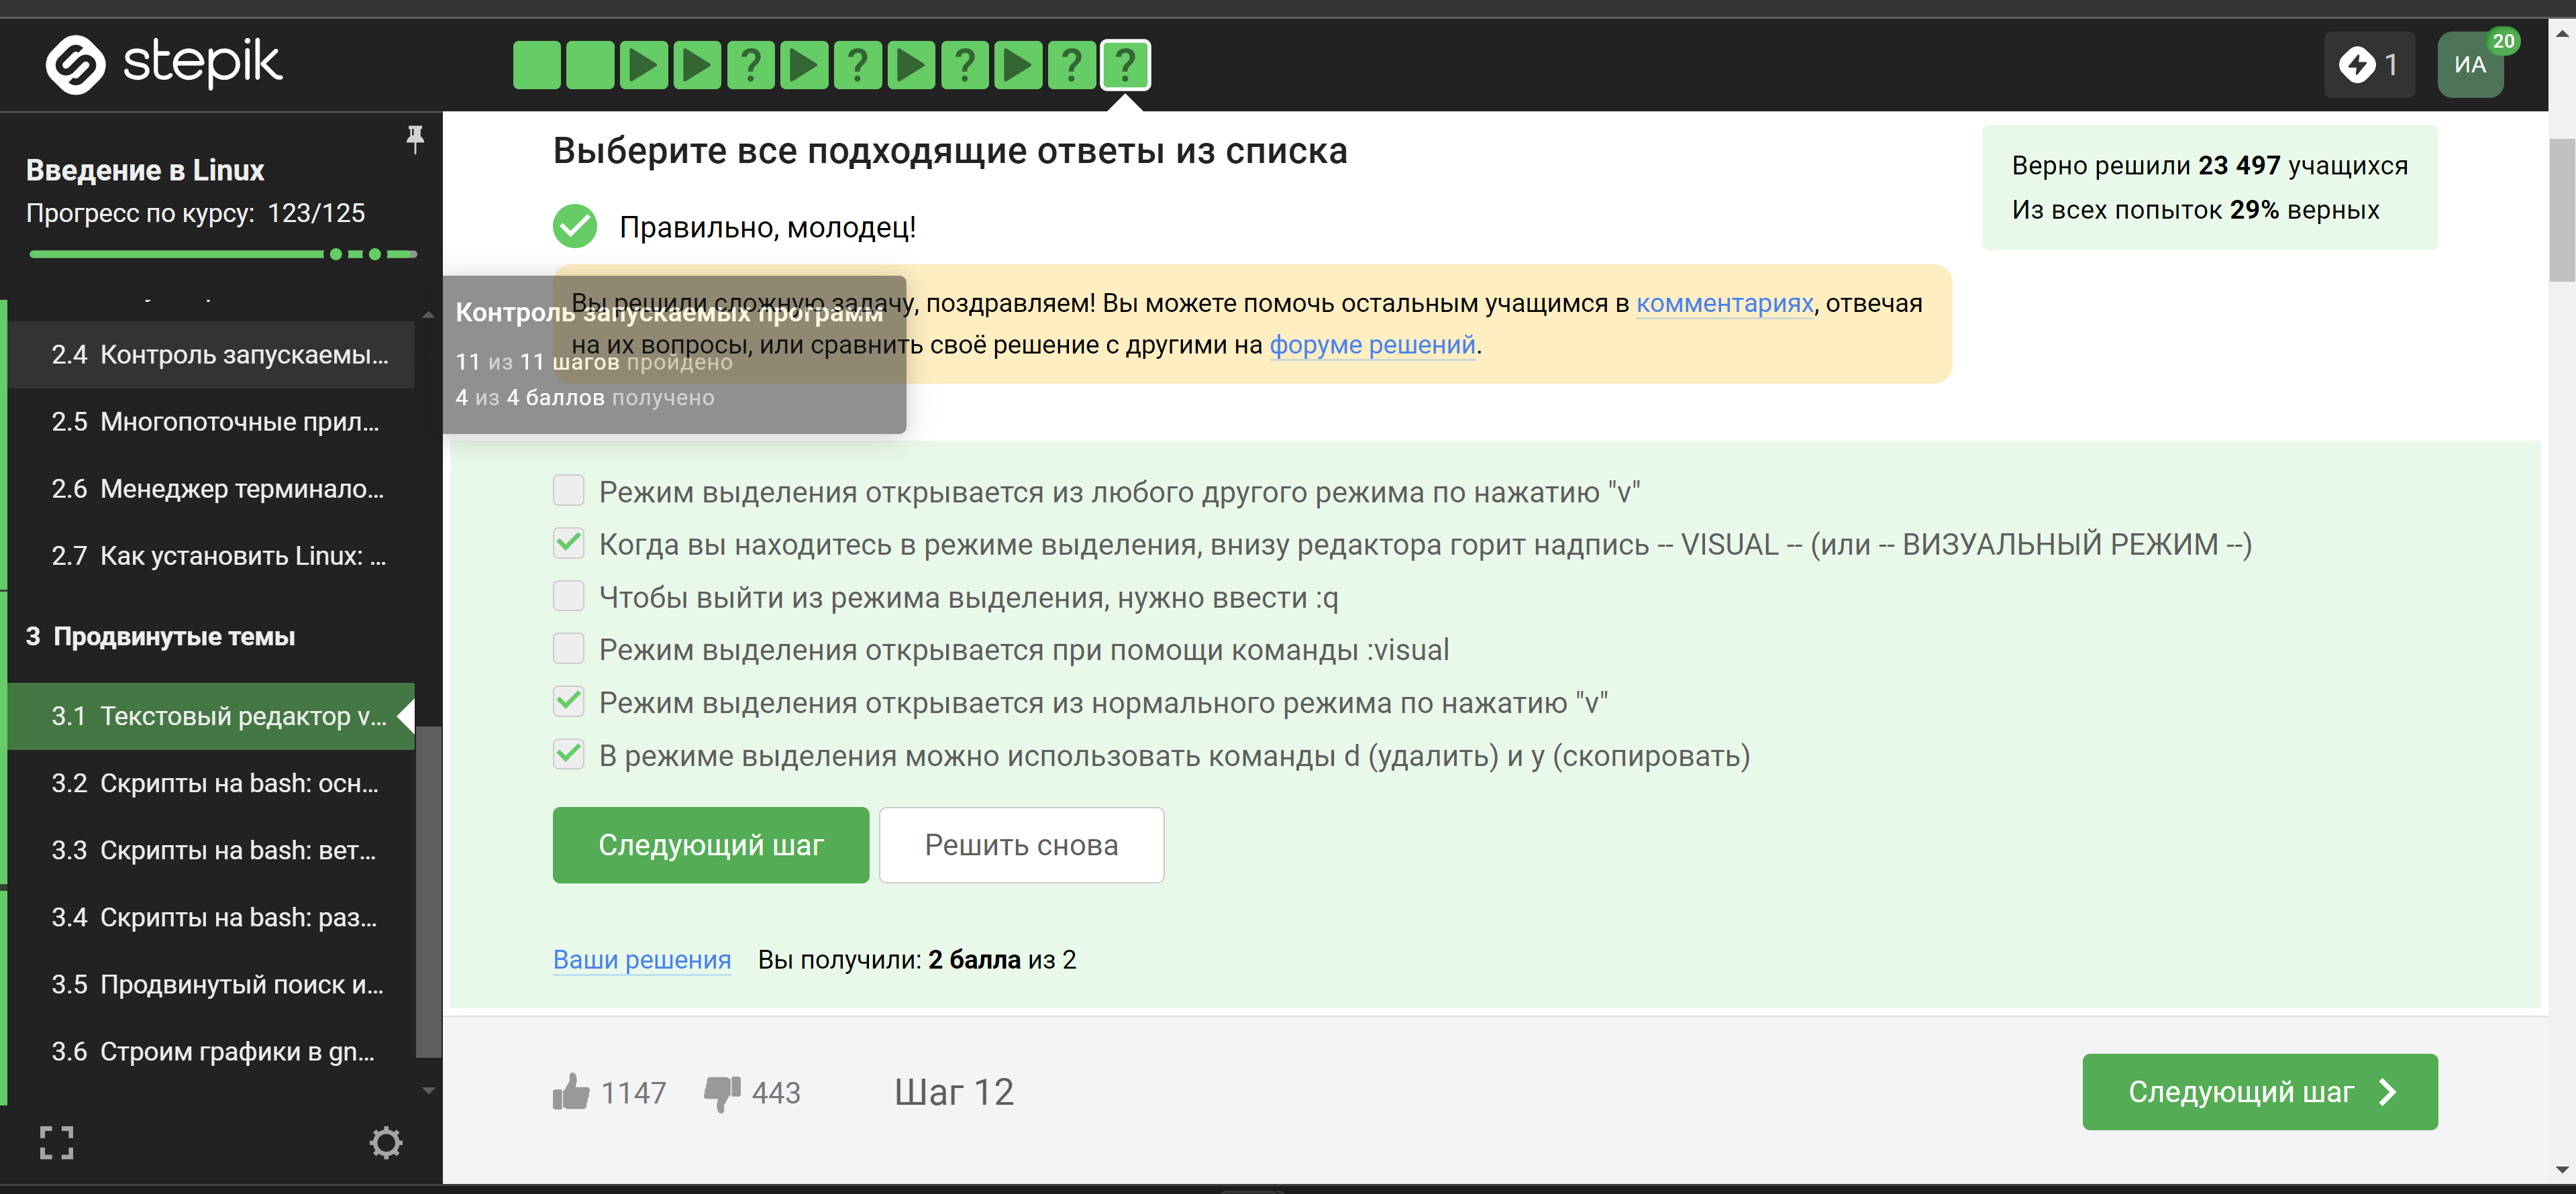 stepik
? ? ? ? ?
1
ИА
20
Введение в Linux
Прогресс по курсу: 123/125
2.4 Контроль запускаемы...
2.5 Многопоточные прил...
2.6 Менеджер терминало...
2.7 Как установить Linux: ...
3 Продвинутые темы
3.1 Текстовый редактор v...
3.2 Скрипты на bash: осн...
3.3 Скрипты на bash: вет...
3.4 Скрипты на bash: раз...
3.5 Продвинутый поиск и...
3.6 Строим графики в gn...
Выберите все подходящие ответы из списка
Правильно, молодец!
Верно решили 23 497 учащихся
Из всех попыток 29% верных
Вы решили сложную задачу, поздравляем! Вы можете помочь остальным учащимся в комментариях, отвечая
на их вопросы, или сравнить своё решение с другими на форуме решений.
Контроль запускаемых программ
11 из 11 шагов пройдено
4 из 4 баллов получено
Режим выделения открывается из любого другого режима по нажатию "v"
Когда вы находитесь в режиме выделения, внизу редактора горит надпись -- VISUAL -- (или -- ВИЗУАЛЬНЫЙ РЕЖИМ --)
Чтобы выйти из режима выделения, нужно ввести :q
Режим выделения открывается при помощи команды :visual
Режим выделения открывается из нормального режима по нажатию "v"
В режиме выделения можно использовать команды d (удалить) и y (скопировать)
Следующий шаг
Решить снова
Ваши решения Вы получили: 2 балла из 2
1147 443 Шаг 12
Следующий шаг